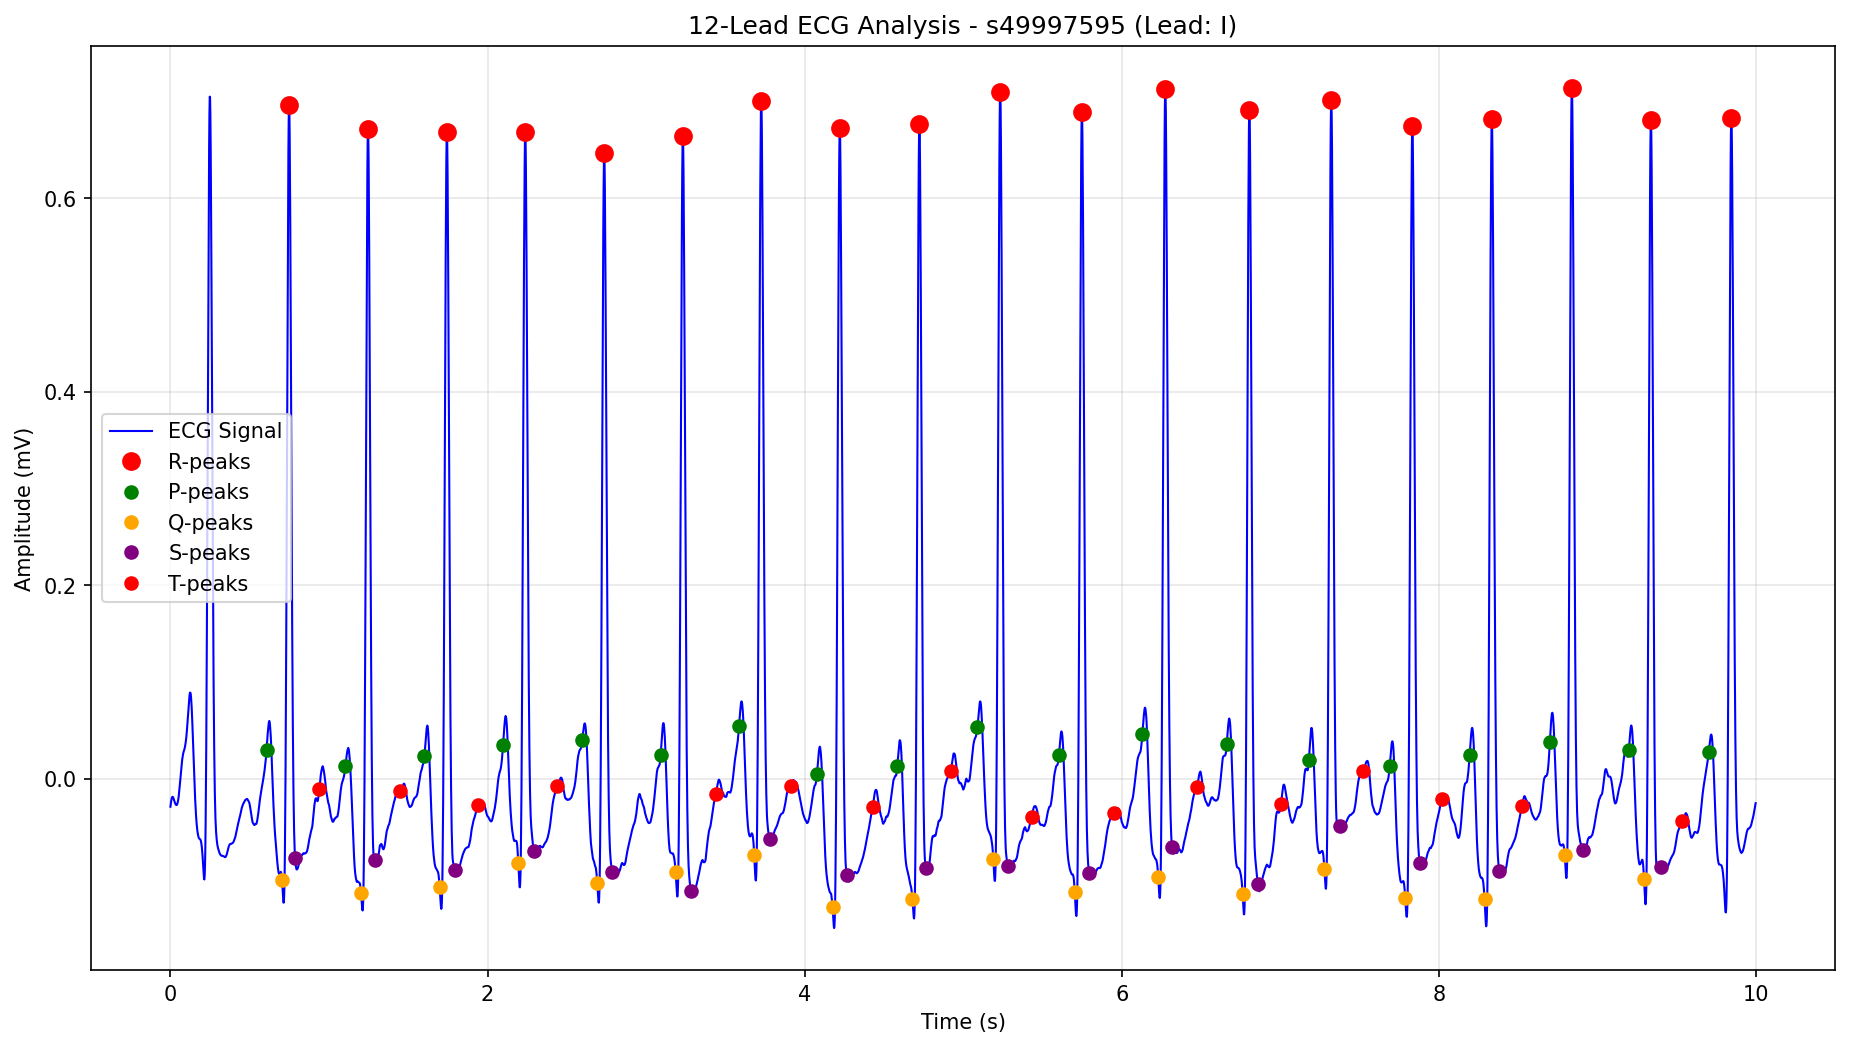 12-Lead ECG Analysis - s49997595 (Lead: I)
Amplitude (mV)
0.6
0.4
0.2
0.0
ECG Signal
R-peaks
P-peaks
Q-peaks
S-peaks
T-peaks
0 2 4 6 8 10
Time (s)